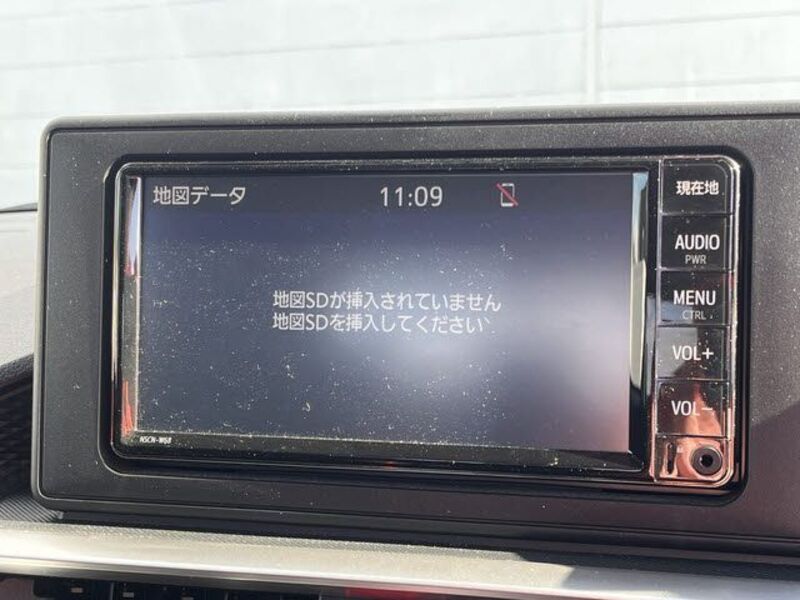 地図データ 11:09
地図SDが挿入されていません
地図SDを挿入してください
現在地
AUDIO
PWR
MENU
CTRL
VOL+
VOL−
NSCN-W68